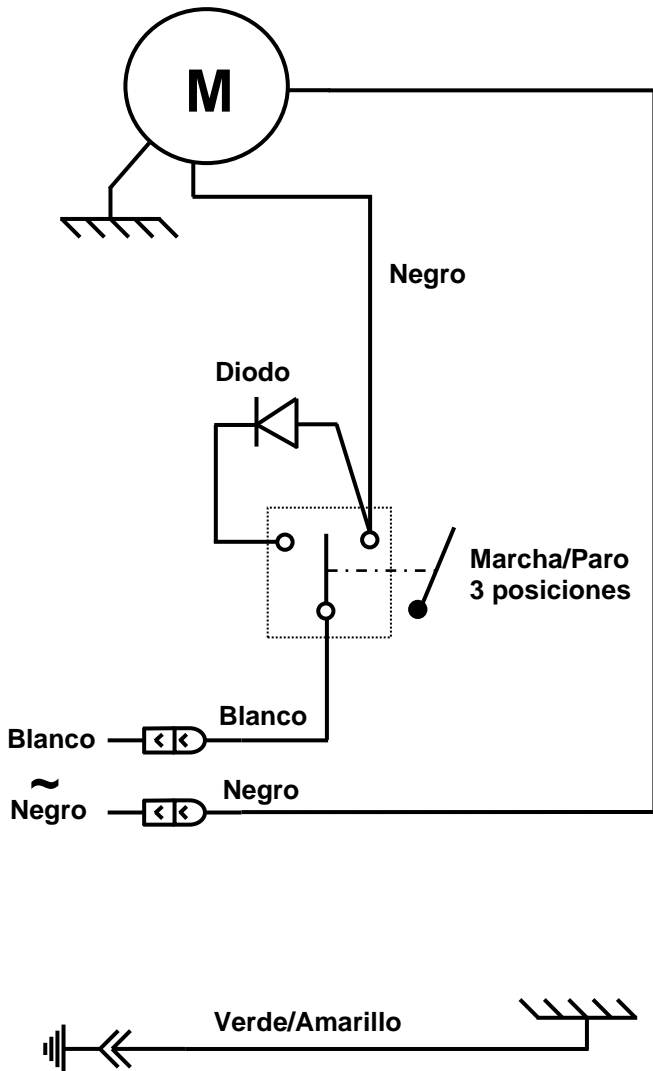 M
Negro
Diodo
Marcha/Paro
3 posiciones
Blanco
Blanco
~
Negro
Negro
Verde/Amarillo